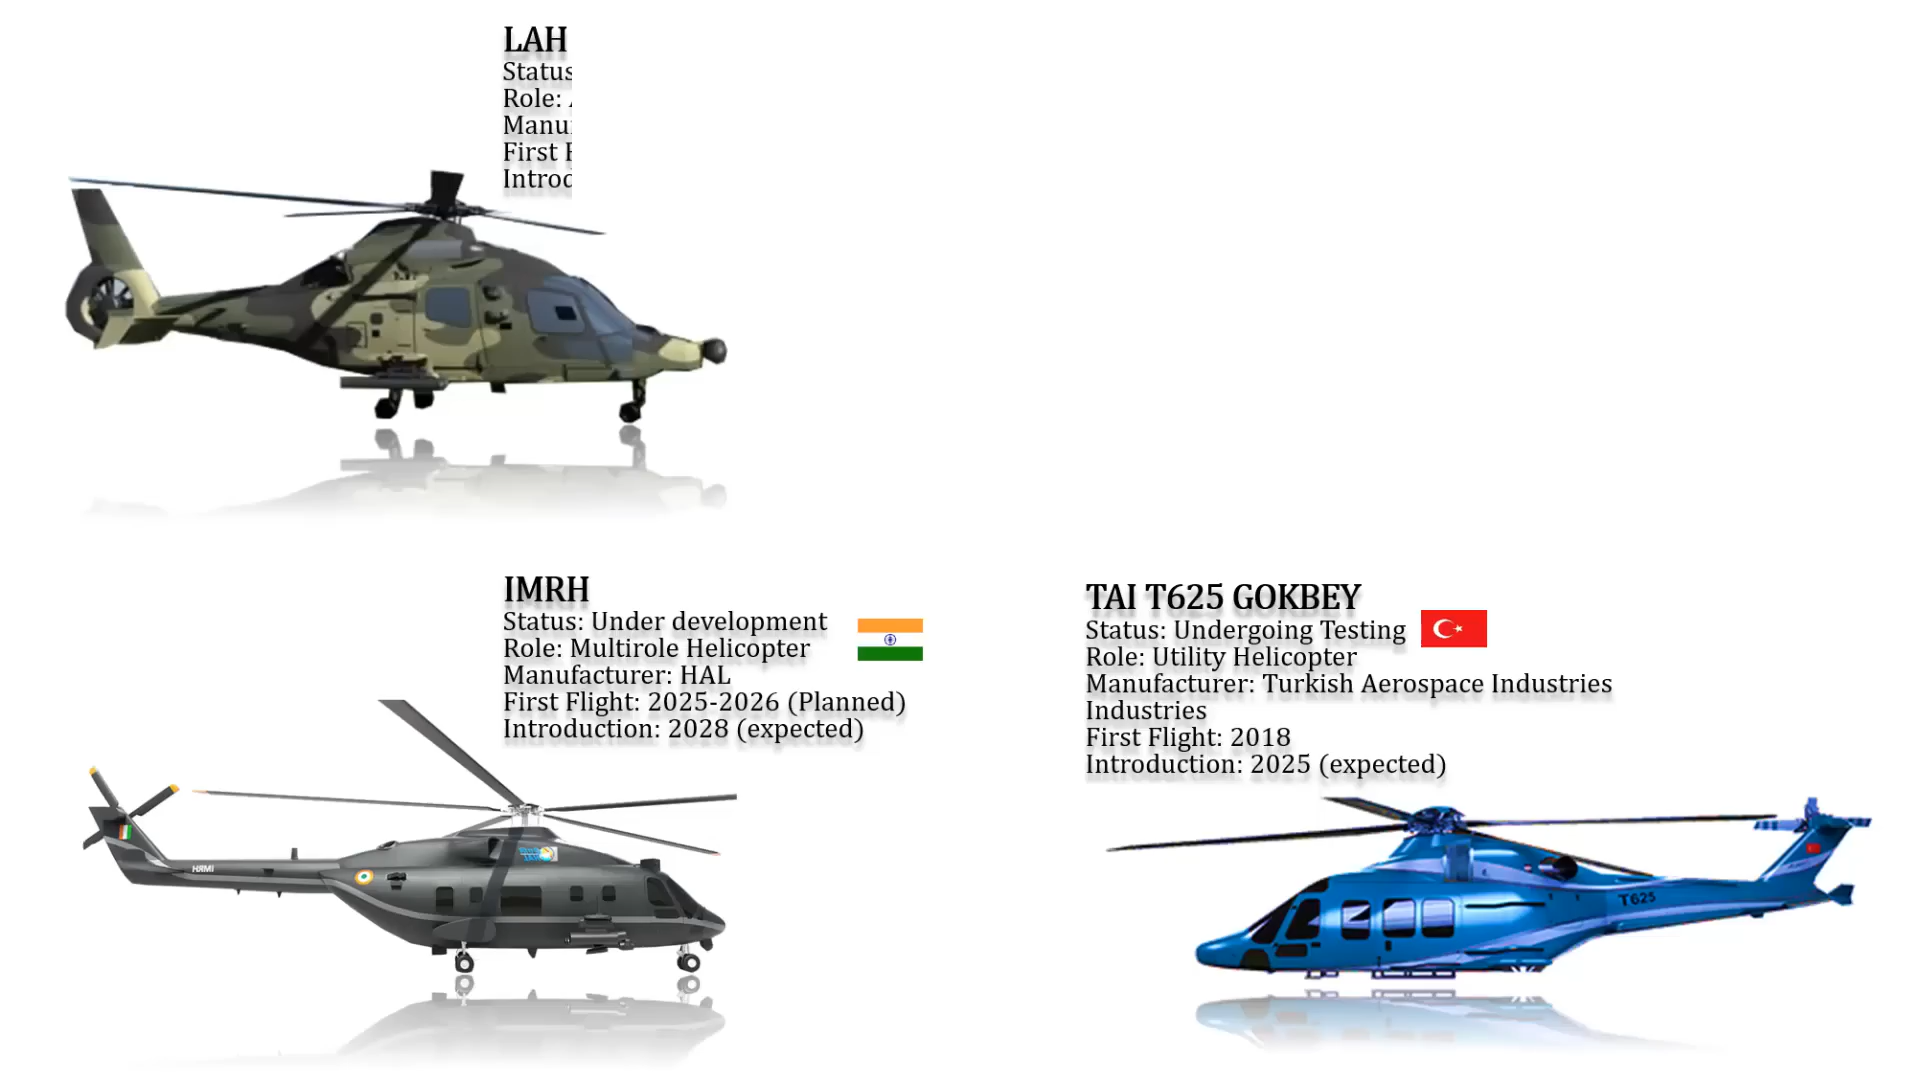 LAH
Status
Role:
Manu
First
Introd
IMRH
Status: Under development
Role: Multirole Helicopter
Manufacturer: HAL
First Flight: 2025-2026 (Planned)
Introduction: 2028 (expected)
TAI T625 GOKBEY
Status: Undergoing Testing
Role: Utility Helicopter
Manufacturer: Turkish Aerospace Industries
Industries
First Flight: 2018
Introduction: 2025 (expected)
T625